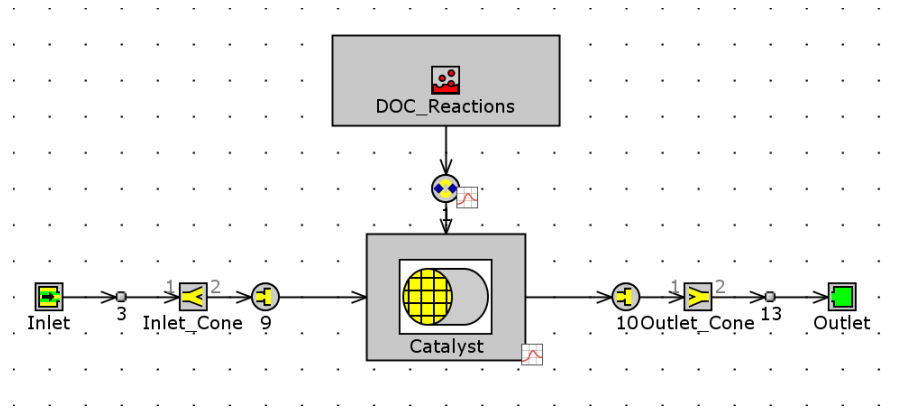 DOC_Reactions
1
1 2 1 2
Inlet 3 Inlet_Cone 9 10 Outlet_Cone 13 Outlet
Catalyst